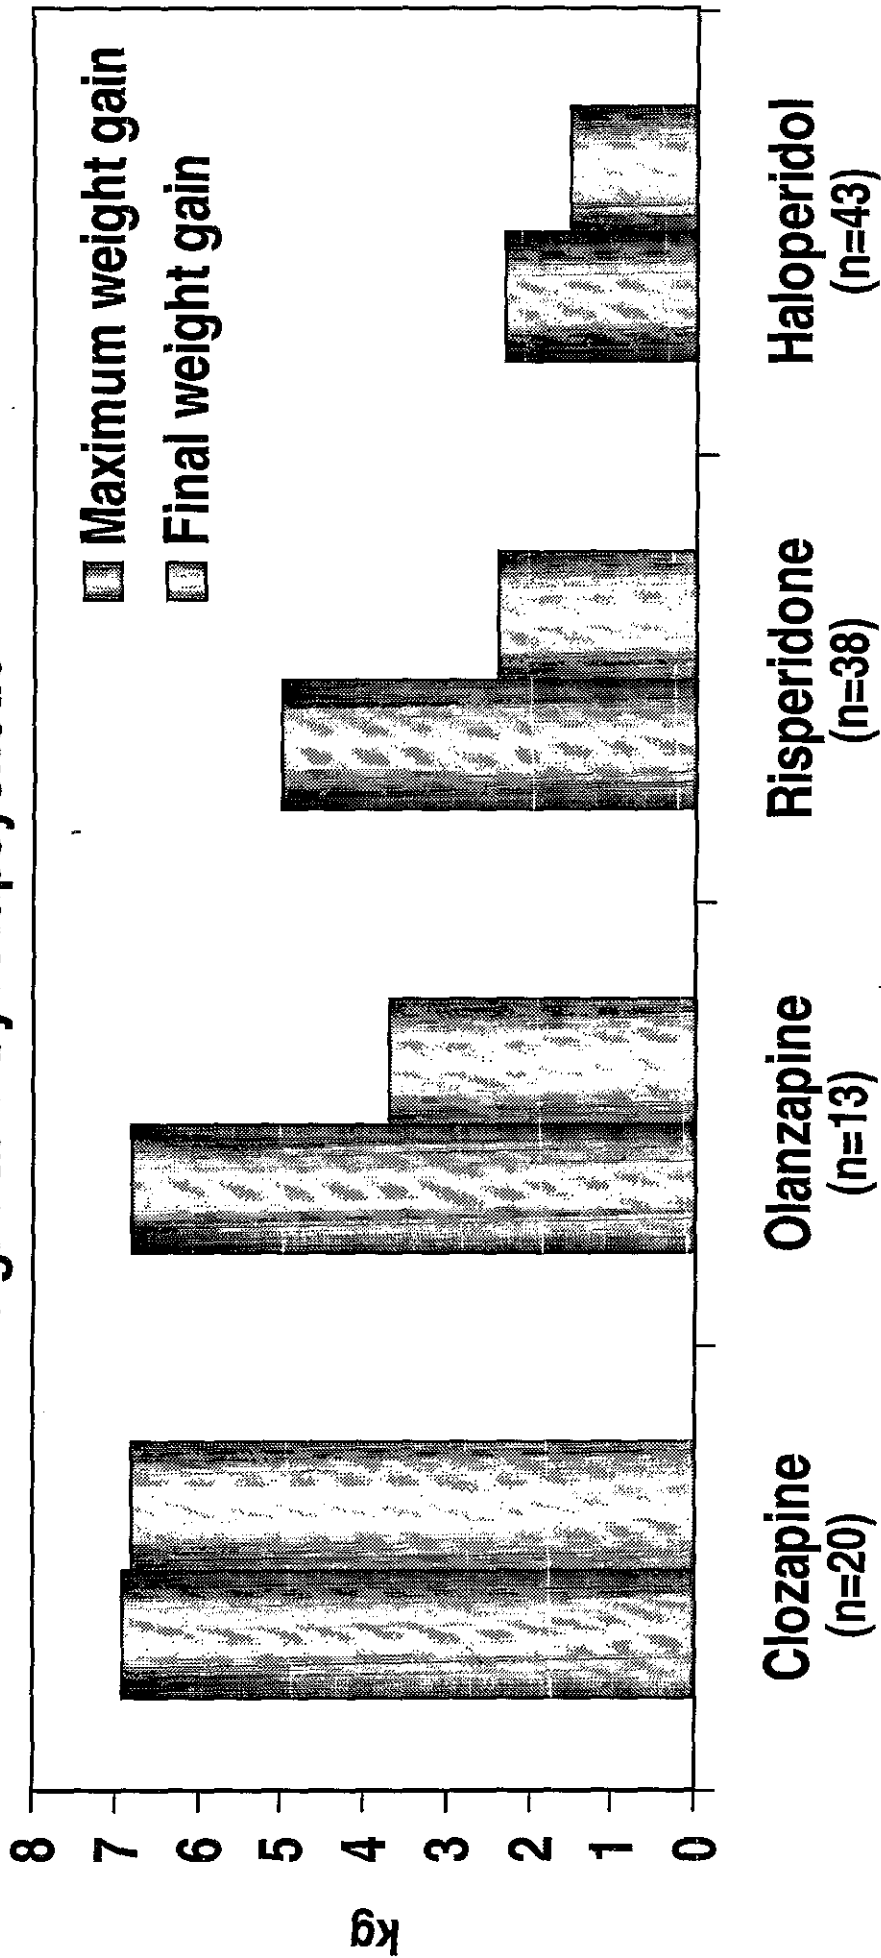 Maximum weight gain
Final weight gain
8
7
6
5
4
3
2
1
0
kg
Clozapine
(n=20)
Olanzapine
(n=13)
Risperidone
(n=38)
Haloperidol
(n=43)